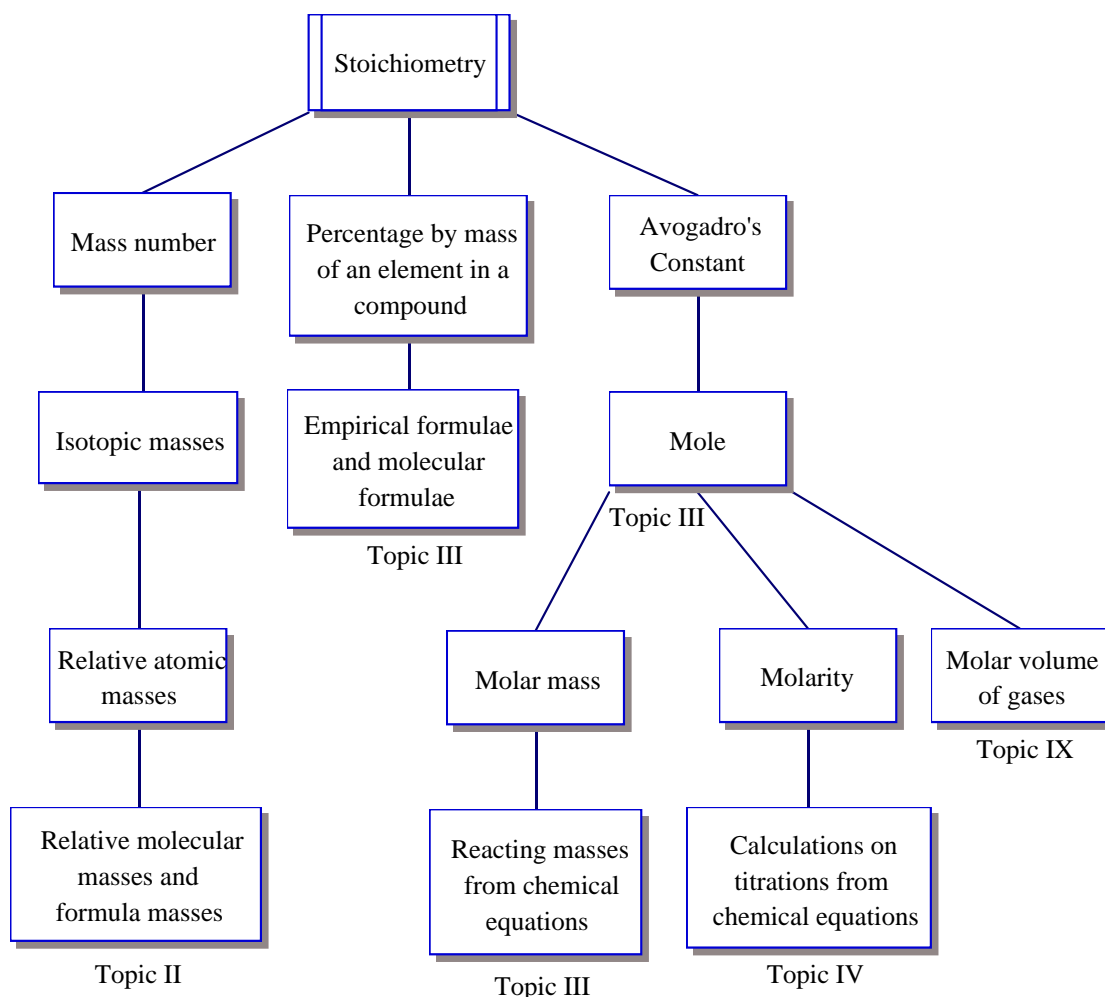 Stoichiometry
Mass number
Percentage by mass
of an element in a
compound
Avogadro's
Constant
Isotopic masses
Empirical formulae
and molecular
formulae
Topic III
Mole
Topic III
Relative atomic
masses
Molar mass
Molarity
Molar volume
of gases
Topic IX
Relative molecular
masses and
formula masses
Topic II
Reacting masses
from chemical
equations
Topic III
Calculations on
titrations from
chemical equations
Topic IV